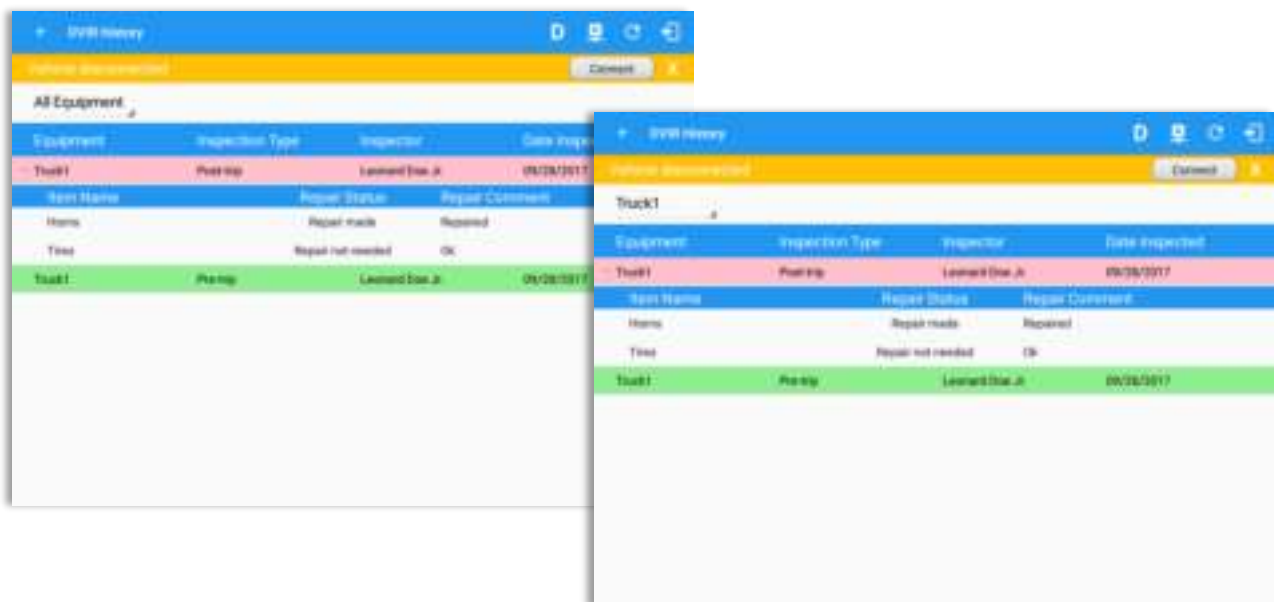 DVIR History
D
Vehicle disconnected
Connect X
All Equipment
Equipment Inspection Type Inspector Date Inspe
Truck1 Post-trip Leonard Doe Jr 09/28/2017
Item Name Repair Status Repair Comment
Horns Repair made Repaired
Tires Repair not needed Ok
Truck1 Pre-trip Leonard Doe Jr 09/28/2017
DVIR History
D
Vehicle disconnected
Connect X
Truck1
Equipment Inspection Type Inspector Date Inspected
Truck1 Post-trip Leonard Doe Jr 09/28/2017
Item Name Repair Status Repair Comment
Horns Repair made Repaired
Tires Repair not needed Ok
Truck1 Pre-trip Leonard Doe Jr 09/28/2017